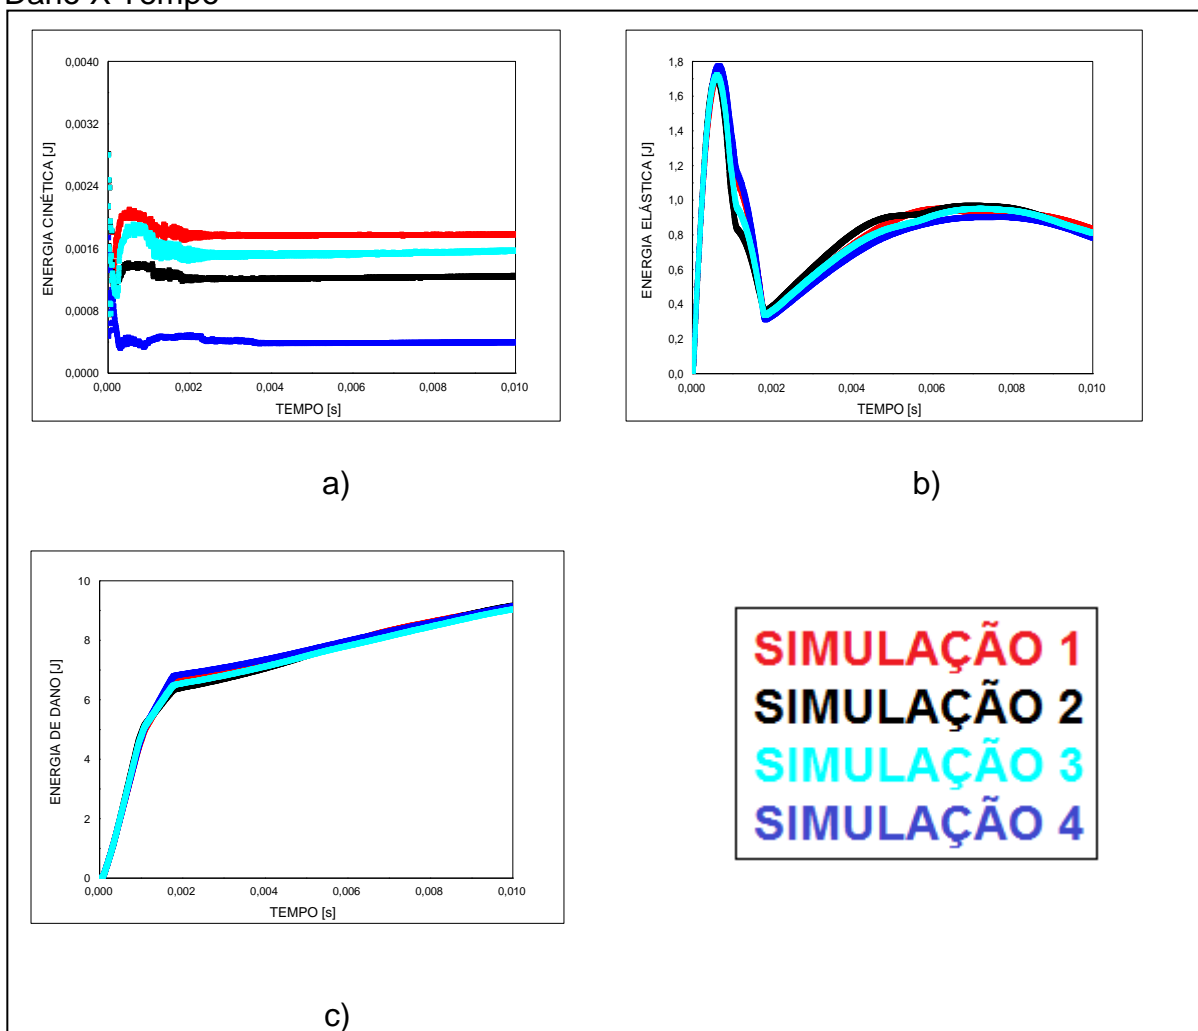 Dano X Tempo
0,0040
0,0032
0,0024
0,0016
0,0008
0,0000
ENERGIA CINÉTICA [J]
0,000 0,002 0,004 0,006 0,008 0,010
TEMPO [s]
a)
1,8
1,6
1,4
1,2
1,0
0,8
0,6
0,4
0,2
0,0
ENERGIA ELÁSTICA [J]
0,000 0,002 0,004 0,006 0,008 0,010
TEMPO [s]
b)
10
8
6
4
2
0
ENERGIA DE DANO [J]
0,000 0,002 0,004 0,006 0,008 0,010
TEMPO [s]
c)
SIMULAÇÃO 1
SIMULAÇÃO 2
SIMULAÇÃO 3
SIMULAÇÃO 4